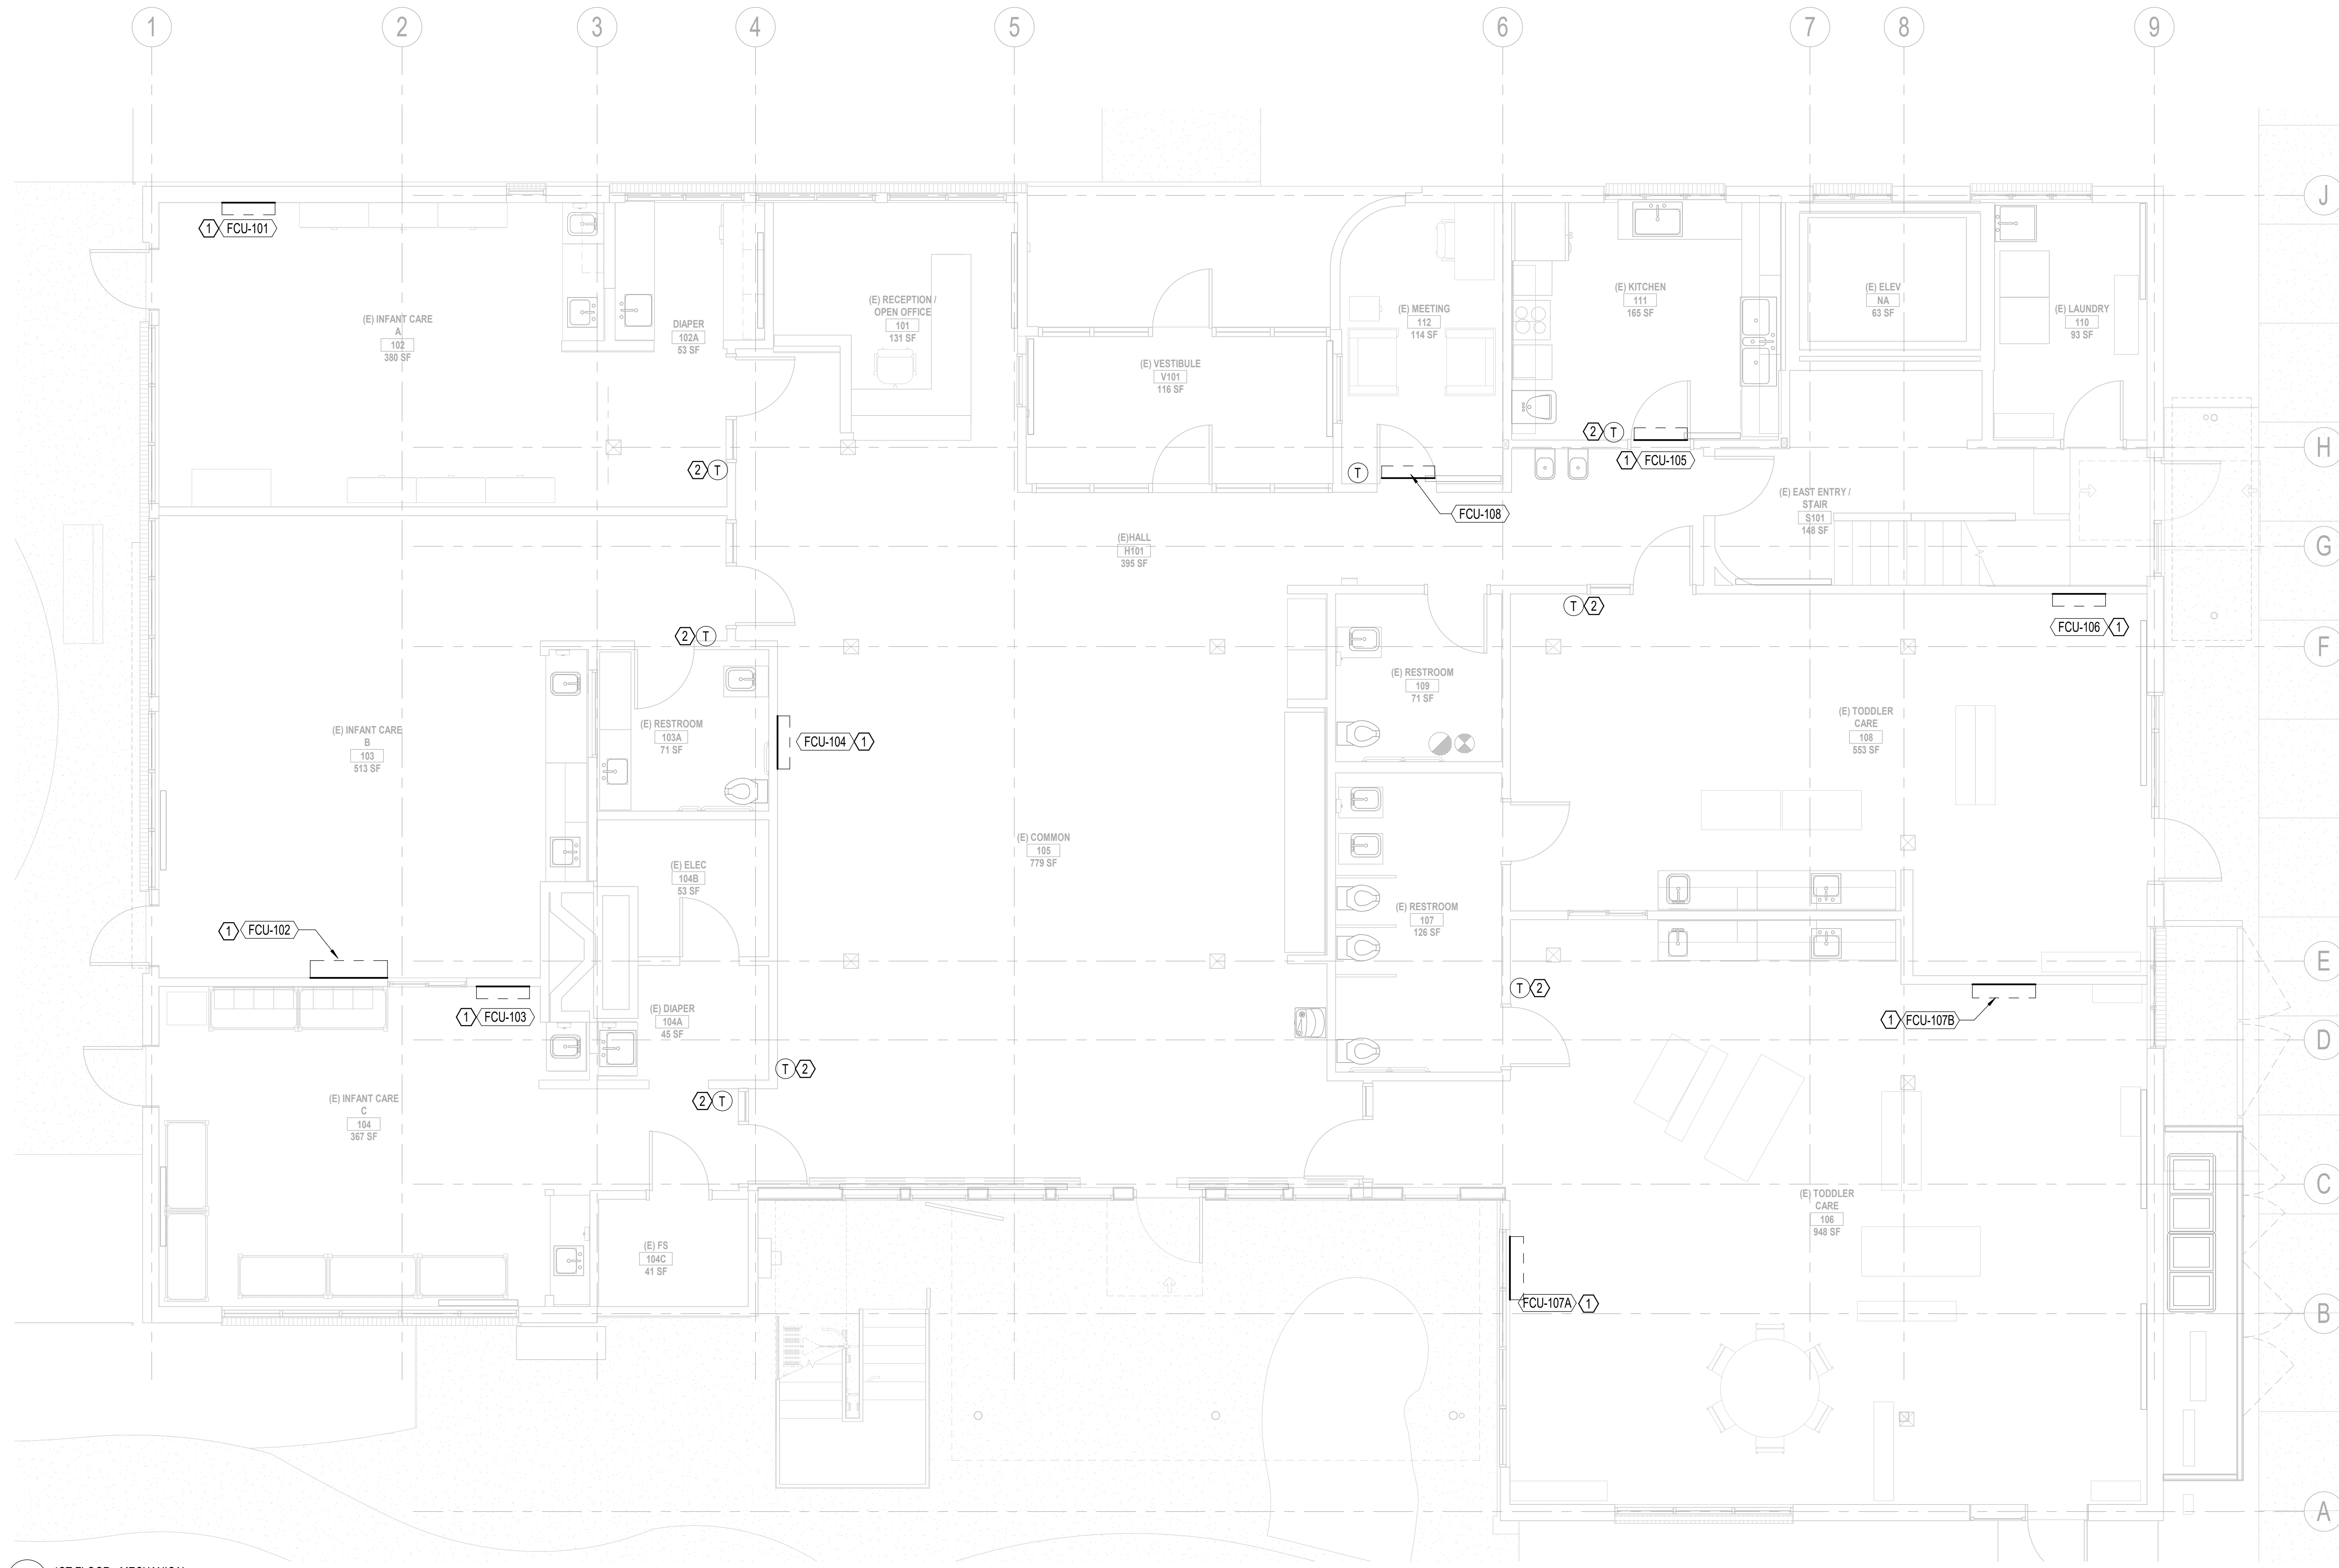 1
2
3
4
5
6
7
8
9
J
1
FCU-101
(E) INFANT CARE
A
102
380 SF
DIAPER
102A
53 SF
(E) RECEPTION /
OPEN OFFICE
101
131 SF
(E) VESTIBULE
V101
116 SF
(E) MEETING
112
114 SF
(E) KITCHEN
111
165 SF
(E) ELEV
NA
63 SF
(E) LAUNDRY
110
93 SF
2 T
H
2 T
T
1
FCU-105
FCU-108
(E) EAST ENTRY /
STAIR
S101
148 SF
(E)HALL
H101
395 SF
G
T 2
2 T
FCU-106
1
F
(E) RESTROOM
109
71 SF
(E) RESTROOM
103A
71 SF
(E) INFANT CARE
B
103
513 SF
FCU-104
1
(E) TODDLER
CARE
108
553 SF
(E) COMMON
105
779 SF
(E) ELEC
104B
53 SF
(E) RESTROOM
107
126 SF
1
FCU-102
E
T 2
1
FCU-103
(E) DIAPER
104A
45 SF
1
FCU-107B
D
T 2
2 T
(E) INFANT CARE
C
104
367 SF
C
(E) TODDLER
CARE
106
948 SF
(E) FS
104C
41 SF
FCU-107A
1
B
A